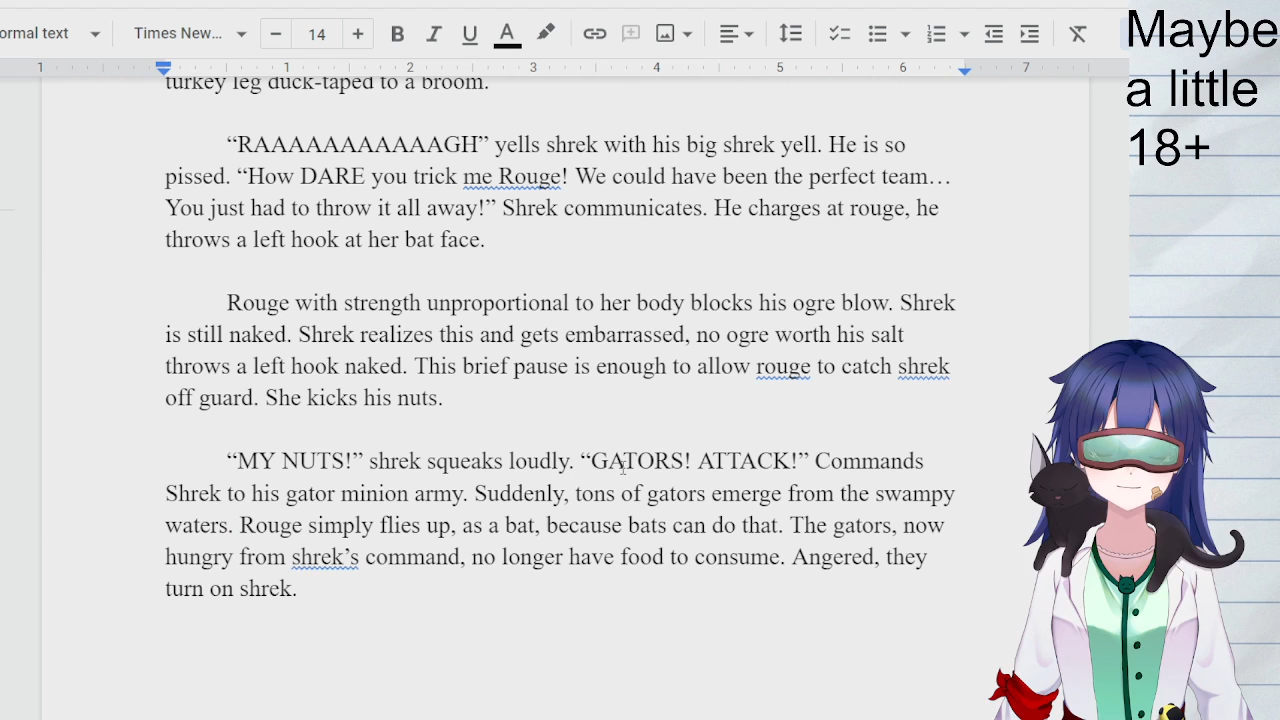 ormal text
Times New...
14
1
1
2
3
4
5
6
7
Maybe
a little
18+
turkey leg duck-taped to a broom.
“RAAAAAAAAAAAGH” yells shrek with his big shrek yell. He is so
pissed. “How DARE you trick me Rouge! We could have been the perfect team…
You just had to throw it all away!” Shrek communicates. He charges at rouge, he
throws a left hook at her bat face.
Rouge with strength unproportional to her body blocks his ogre blow. Shrek
is still naked. Shrek realizes this and gets embarrassed, no ogre worth his salt
throws a left hook naked. This brief pause is enough to allow rouge to catch shrek
off guard. She kicks his nuts.
“MY NUTS!” shrek squeaks loudly. “GATORS! ATTACK!” Commands
Shrek to his gator minion army. Suddenly, tons of gators emerge from the swampy
waters. Rouge simply flies up, as a bat, because bats can do that. The gators, now
hungry from shrek’s command, no longer have food to consume. Angered, they
turn on shrek.